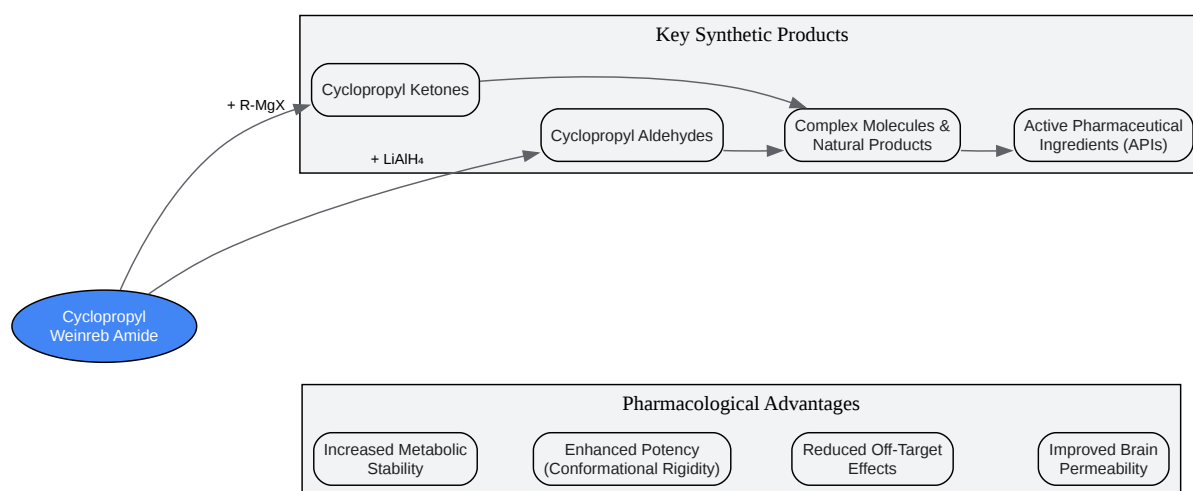 Key Synthetic Products
Cyclopropyl Ketones
+ R-MgX
Cyclopropyl Aldehydes
+ LiAlH₄
Complex Molecules &
Natural Products
Active Pharmaceutical
Ingredients (APIs)
Cyclopropyl
Weinreb Amide
Pharmacological Advantages
Increased Metabolic
Stability
Enhanced Potency
(Conformational Rigidity)
Reduced Off-Target
Effects
Improved Brain
Permeability